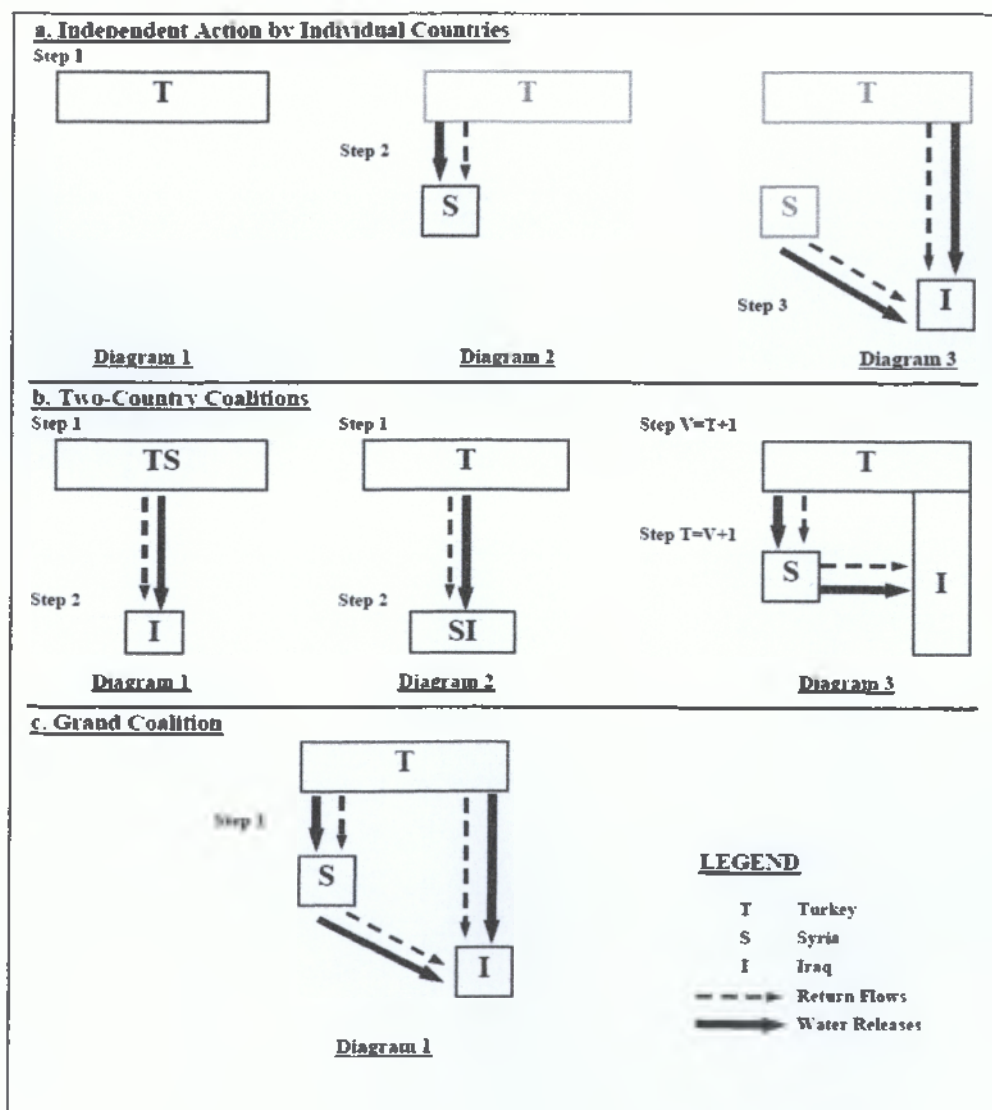 a. Independent Action by Individual Countries
Step 1
T
T
T
Step 2
S
S
Step 3
I
Diagram 1
Diagram 2
Diagram 3
b. Two-Country Coalitions
Step 1
Step 1
Step V=T+1
TS
T
T
Step T=V+1
S
I
Step 2
Step 2
I
SI
Diagram 1
Diagram 2
Diagram 3
c. Grand Coalition
T
Step 1
S
I
Diagram 1
LEGEND
T Turkey
S Syria
I Iraq
Return Flows
Water Releases